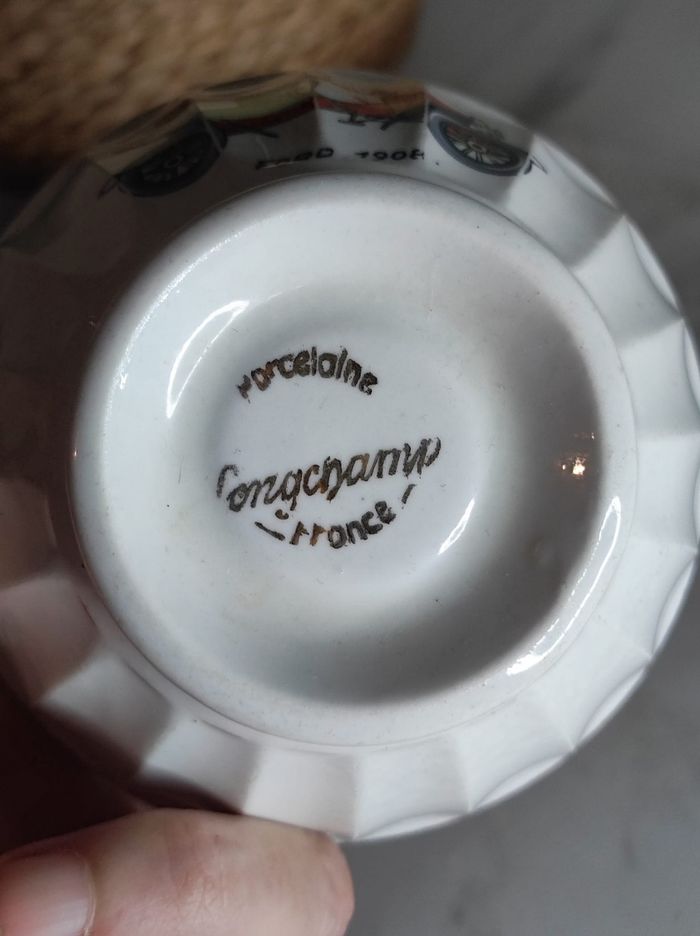 FORD 1908.
Porcelaine
Longchamp
France